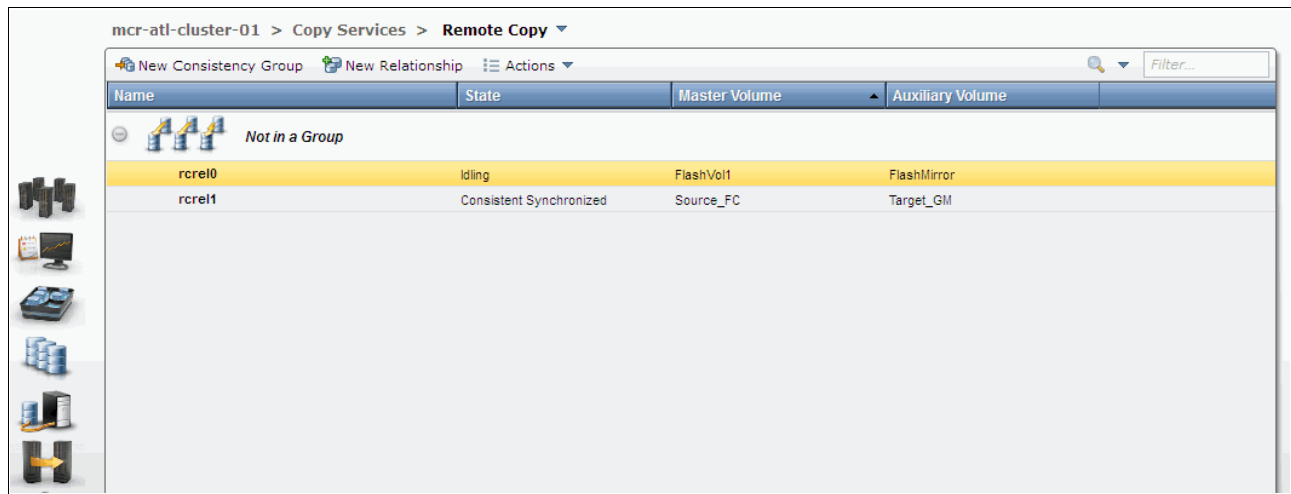 mcr-atl-cluster-01 > Copy Services > Remote Copy
New Consistency Group New Relationship Actions Filter...
Name State Master Volume Auxiliary Volume
Not in a Group
rcrel0 Idling FlashVol1 FlashMirror
rcrel1 Consistent Synchronized Source_FC Target_GM